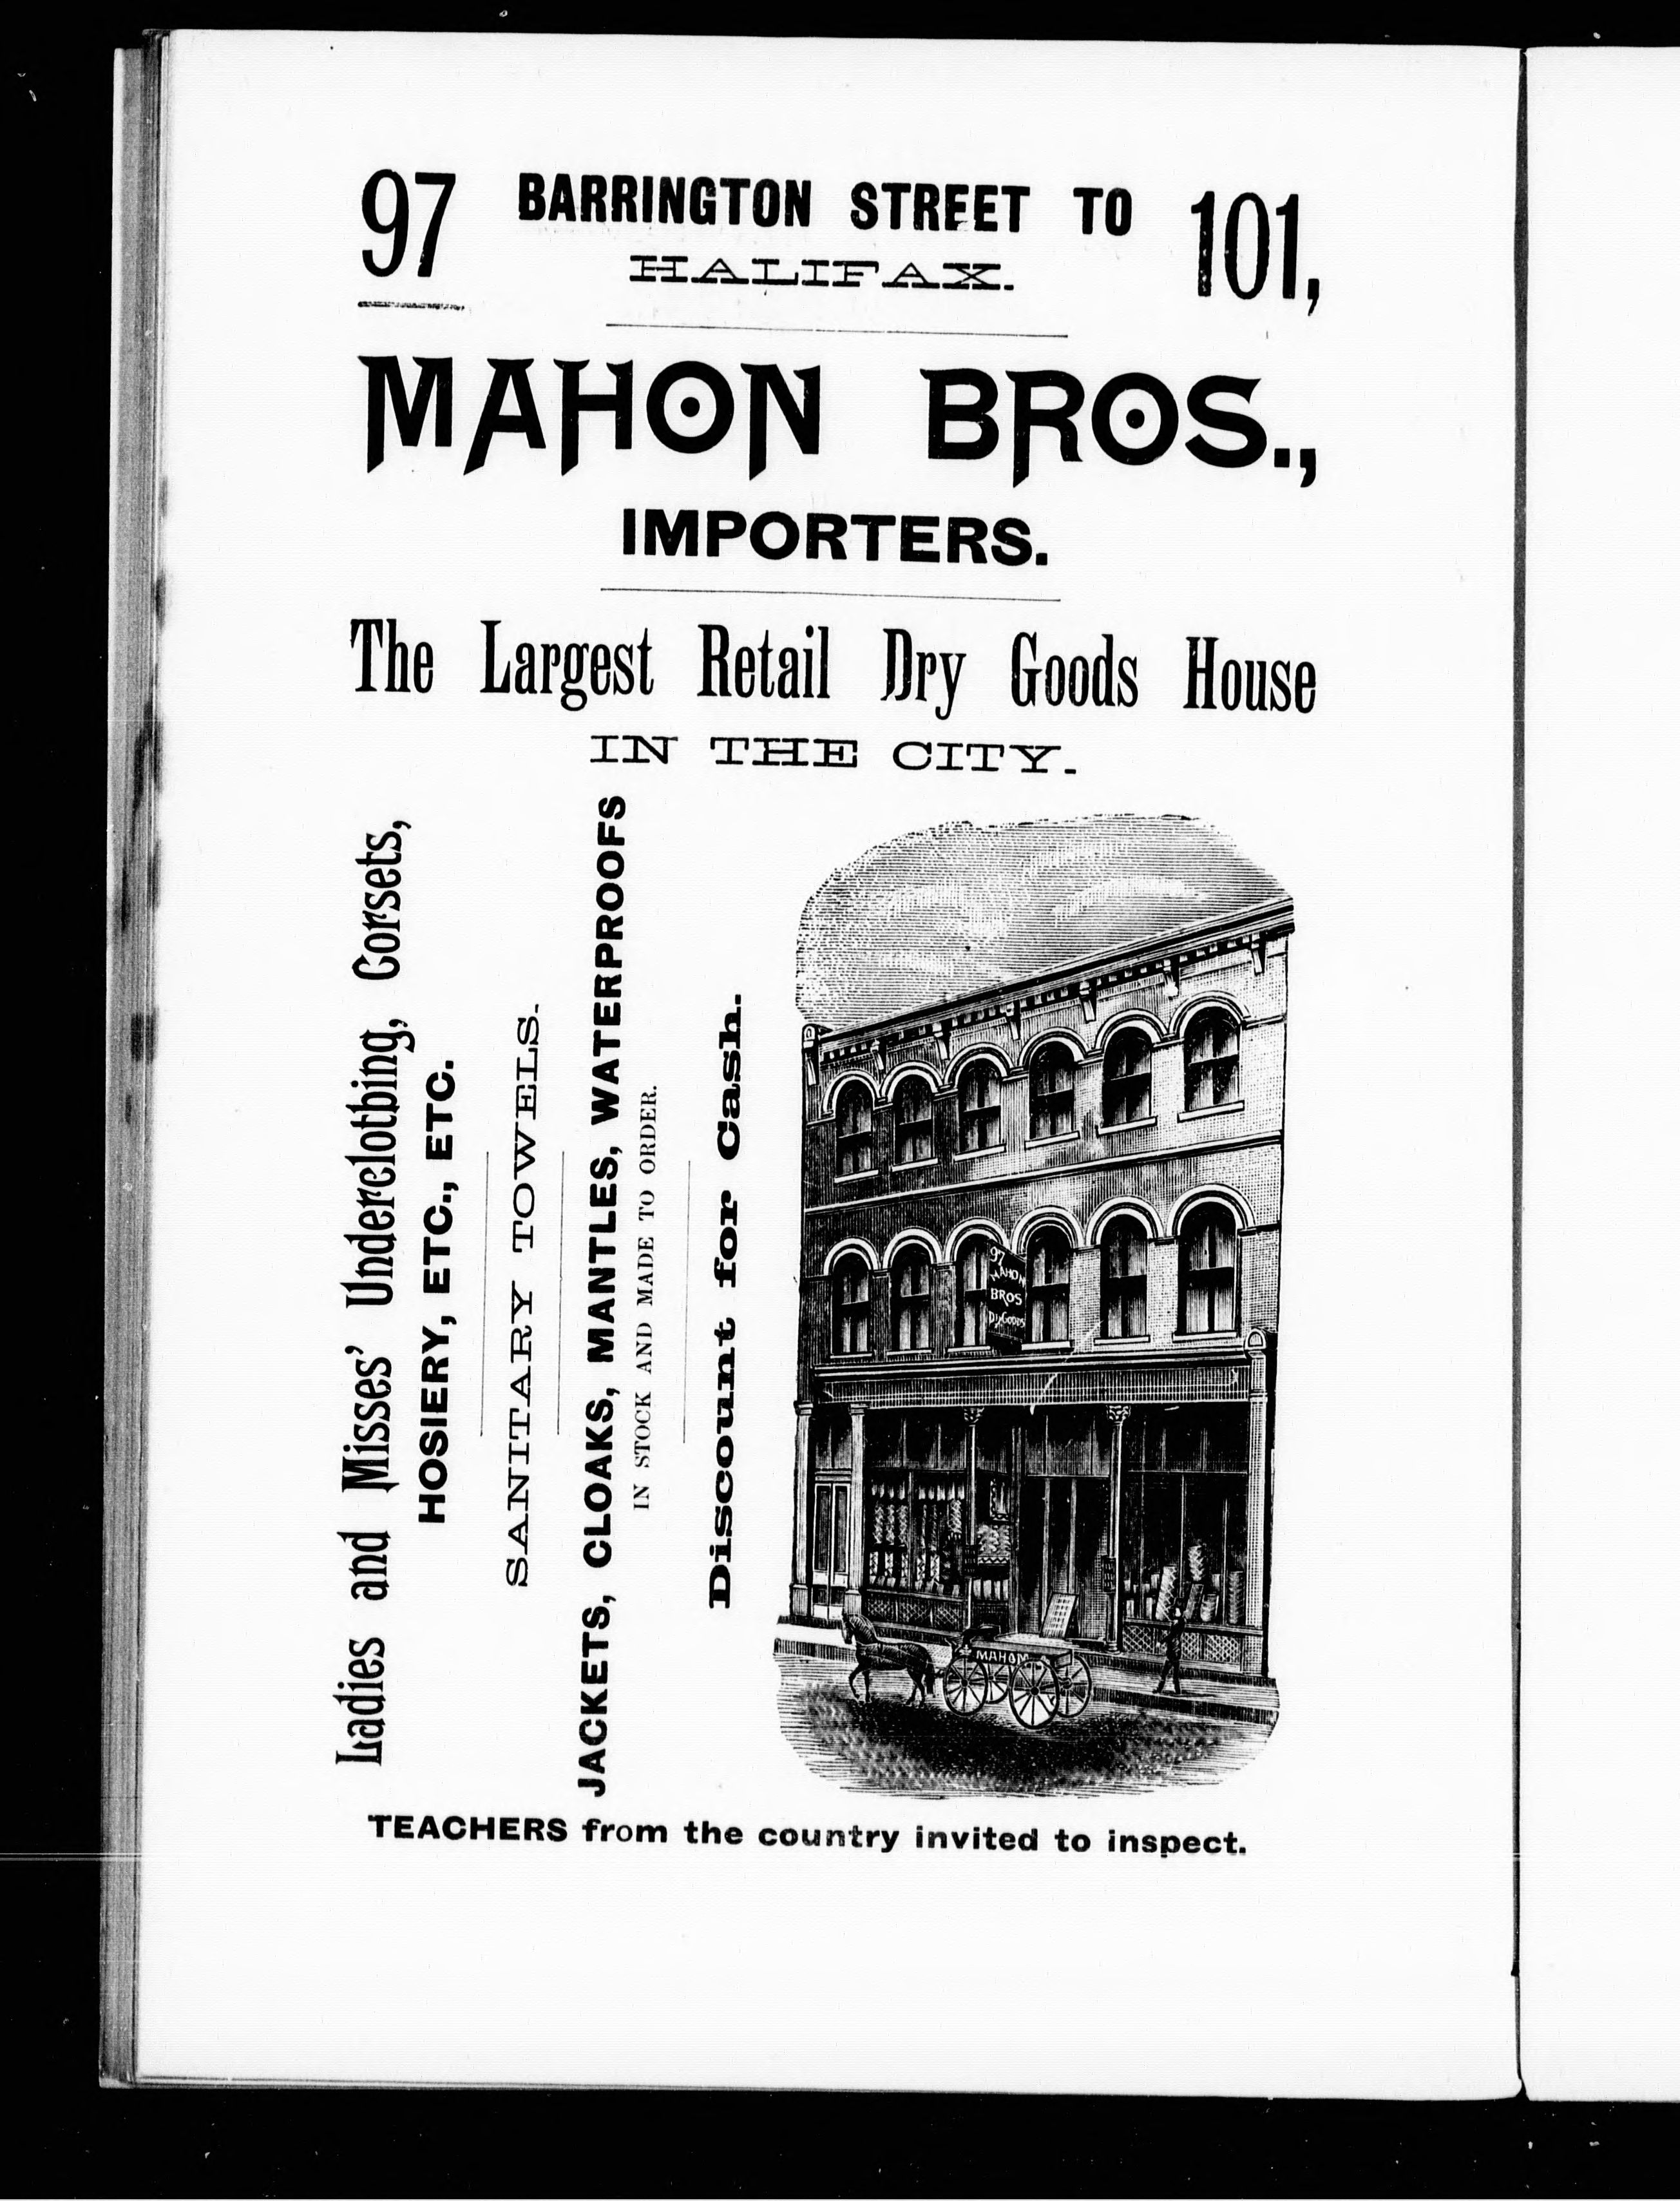 97 BARRINGTON STREET TO 101,
HALIFAX.
MAHON BROS.,
IMPORTERS.
The Largest Retail Dry Goods House
IN THE CITY.
Ladies and Misses' Underclothing, Corsets,
HOSIERY, ETC., ETC.
SANITARY TOWELS.
JACKETS, CLOAKS, MANTLES, WATERPROOFS
IN STOCK AND MADE TO ORDER.
Discount for Cash.
97
MAHON
BROS
DRY GOODS
MAHON
TEACHERS from the country invited to inspect.